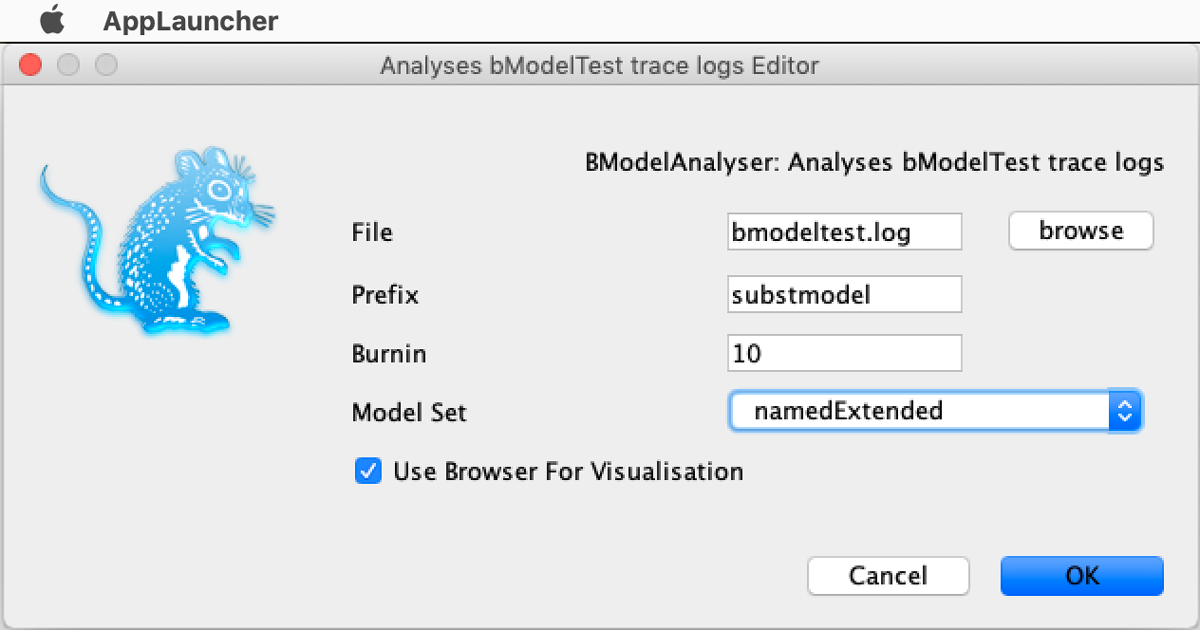 AppLauncher
Analyses bModelTest trace logs Editor
BModelAnalyser: Analyses bModelTest trace logs
File bmodeltest.log browse
Prefix substmodel
Burnin 10
Model Set namedExtended
Use Browser For Visualisation
Cancel OK